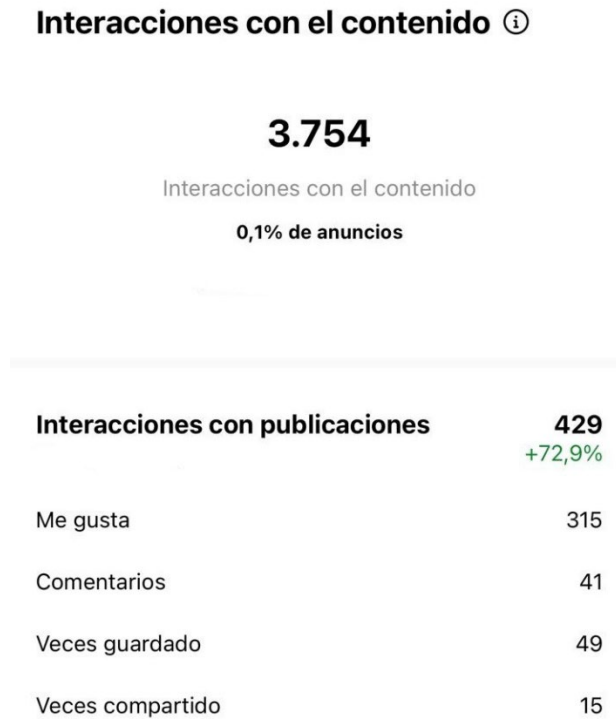 Interacciones con el contenido
3.754
Interacciones con el contenido
0,1% de anuncios
Interacciones con publicaciones 429
+72,9%
Me gusta 315
Comentarios 41
Veces guardado 49
Veces compartido 15